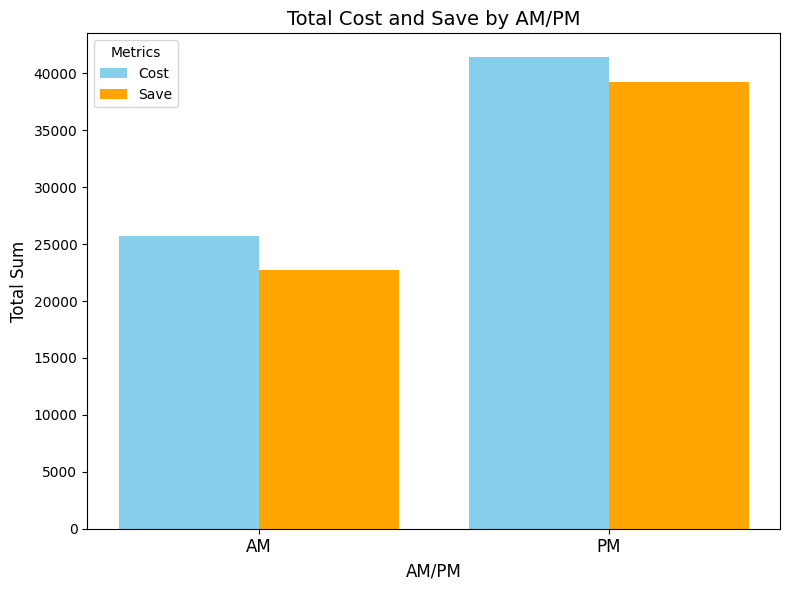 Total Cost and Save by AM/PM
Metrics
Cost
Save
Total Sum
40000
35000
30000
25000
20000
15000
10000
5000
0
AM
PM
AM/PM